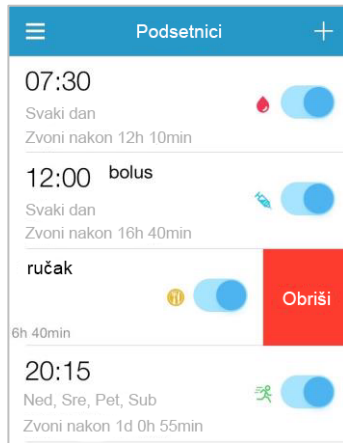 Podsetnici
07:30
Svaki dan
Zvoni nakon 12h 10min
12:00 bolus
Svaki dan
Zvoni nakon 16h 40min
ručak
Obriši
6h 40min
20:15
Ned, Sre, Pet, Sub
Zvoni nakon 1d 0h 55min